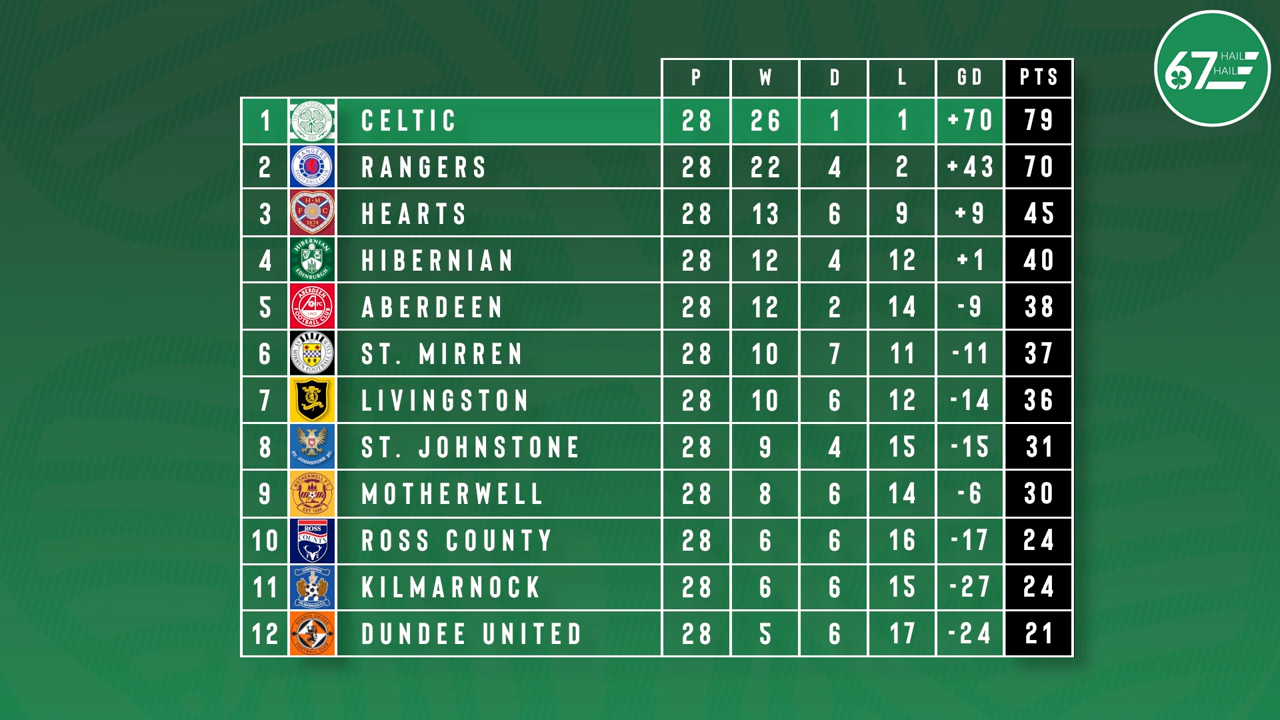 67 HAIL
HAIL
P W D L GD PTS
1 CELTIC 28 26 1 1 +70 79
2 RANGERS 28 22 4 2 +43 70
3 HEARTS 28 13 6 9 +9 45
4 HIBERNIAN 28 12 4 12 +1 40
5 ABERDEEN 28 12 2 14 -9 38
6 ST. MIRREN 28 10 7 11 -11 37
7 LIVINGSTON 28 10 6 12 -14 36
8 ST. JOHNSTONE 28 9 4 15 -15 31
9 MOTHERWELL 28 8 6 14 -6 30
10 ROSS COUNTY 28 6 6 16 -17 24
11 KILMARNOCK 28 6 6 15 -27 24
12 DUNDEE UNITED 28 5 6 17 -24 21